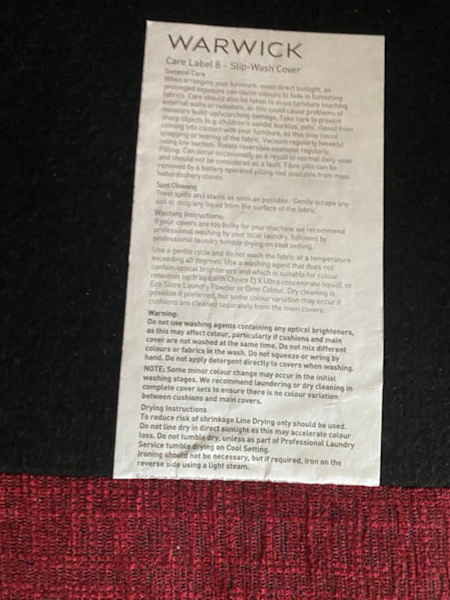 WARWICK
Care Label 8 – Slip-Wash Cover
General Care
When arranging your furniture, avoid direct sunlight, as
prolonged exposure can cause colours to fade in furnishing
fabrics. Care should also be taken to avoid furniture touching
external walls or radiators, as this could cause problems of
moisture build up/scorching damage. Take care to prevent
sharp objects (e.g. children's sandal buckles, pets' claws) from
coming into contact with your furniture, as this may cause
snagging or tearing of the fabric. Vacuum regularly (weekly)
using low suction. Rotate reversible cushions regularly.
Pilling: Can occur occasionally as a result of normal daily wear
and should not be considered as a fault. Fibre pills can be
removed by a battery operated pilling tool available from most
haberdashery stores.
Spot Cleaning
Treat spills and stains as soon as possible. Gently scrape any
soil or mop any liquid from the surface of the fabric.
Washing Instructions:
If your covers are too bulky for your machine we recommend
professional washing by your local laundry, followed by
professional laundry tumble drying on cool setting.
Use a gentle cycle and do not wash the fabric at a temperature
exceeding 40 degrees. Use a washing agent that does not
contain optical brighteners and which is suitable for colour
retention such as Earth Choice Ultra concentrate liquid, or
Eco Store Laundry Powder or Omo Colour. Dry cleaning is
possible if preferred, but some colour variation may occur if
cushions are cleaned separately from the main covers.
Warning:
Do not use washing agents containing any optical brighteners,
as this may affect colour, particularly if cushions and main
cover are not washed at the same time. Do not mix different
colours or fabrics in the wash. Do not squeeze or wring by
hand. Do not apply detergent directly to covers when washing.
NOTE: Some minor colour change may occur in the initial
washing stages. We recommend laundering or dry cleaning in
complete cover sets to ensure there is no colour variation
between cushions and main covers.
Drying Instructions
To reduce risk of shrinkage Line Drying only should be used.
Do not line dry in direct sunlight as this may accelerate colour
loss. Do not tumble dry, unless as part of Professional Laundry
Service tumble drying on Cool Setting.
Ironing should not be necessary, but if required, iron on the
reverse side using a light steam.